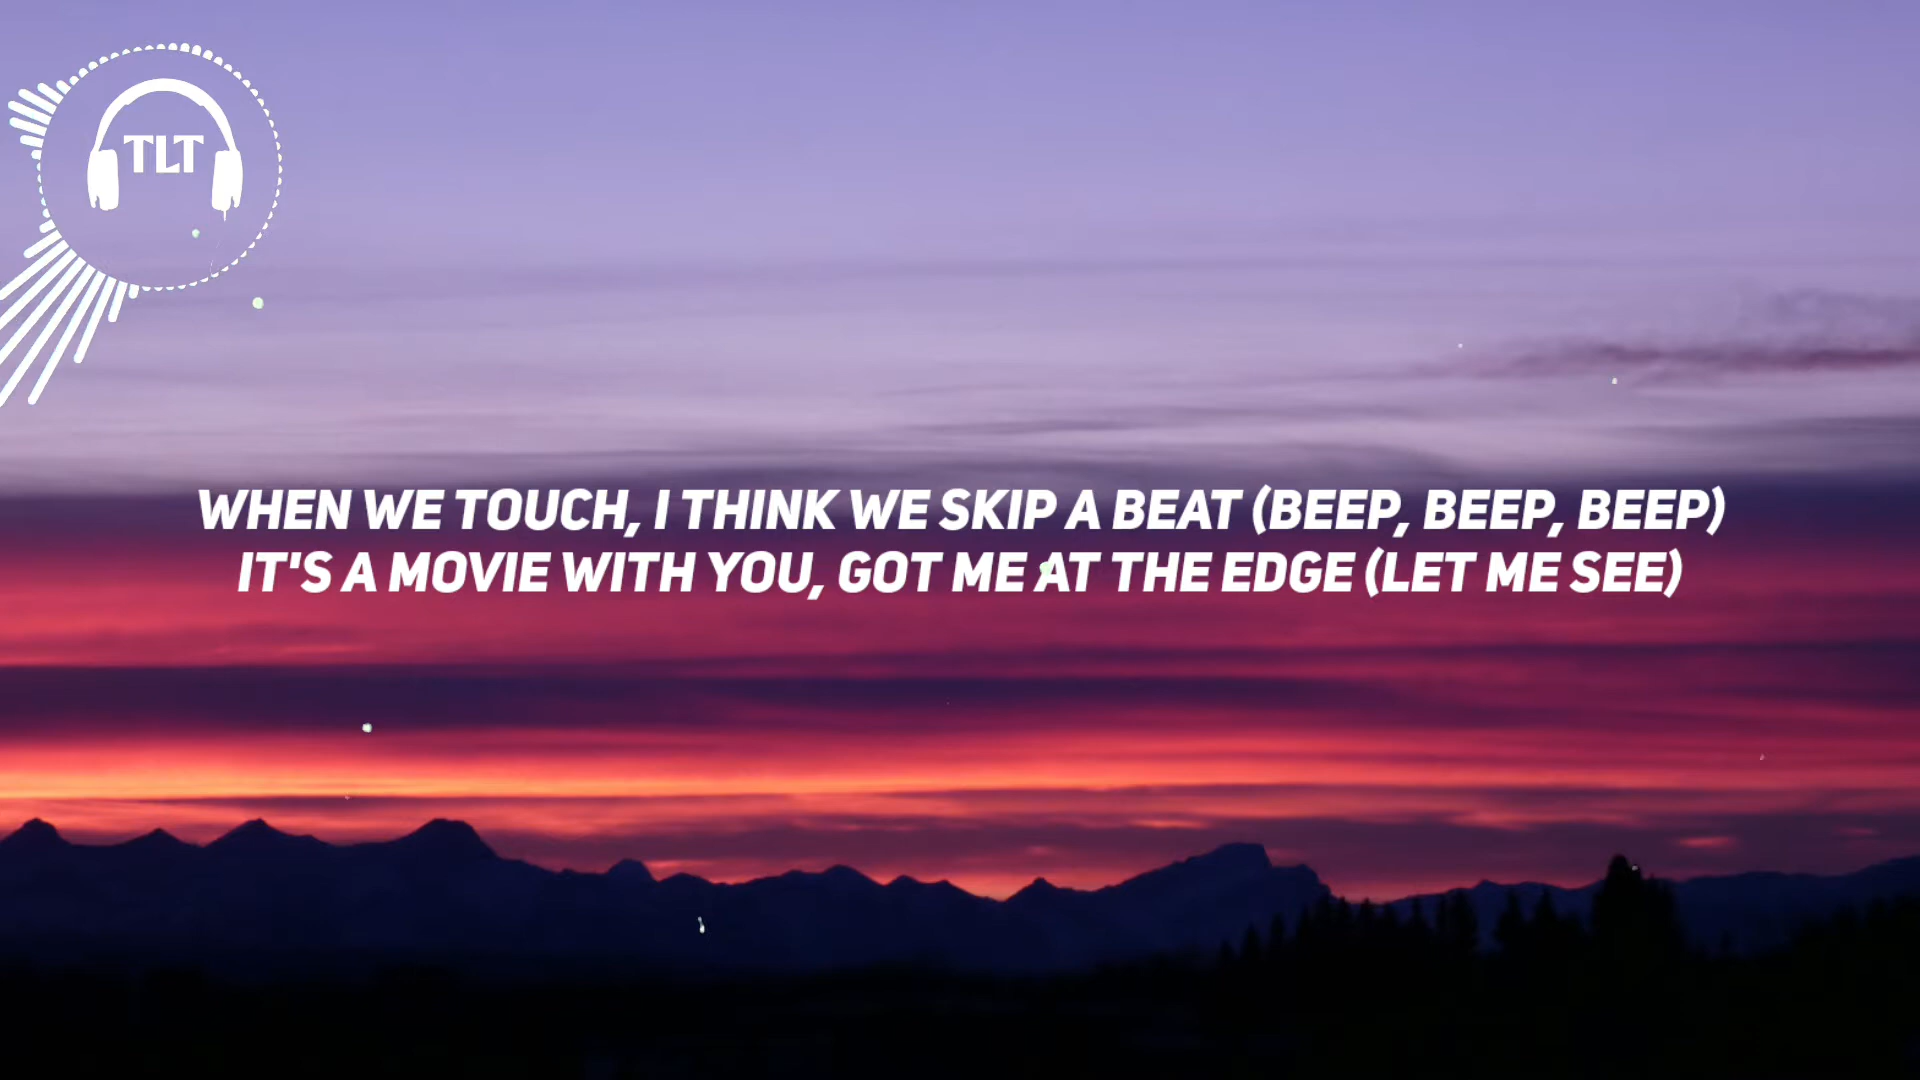 TLT
WHEN WE TOUCH, I THINK WE SKIP A BEAT (BEEP, BEEP, BEEP)
IT'S A MOVIE WITH YOU, GOT ME AT THE EDGE (LET ME SEE)